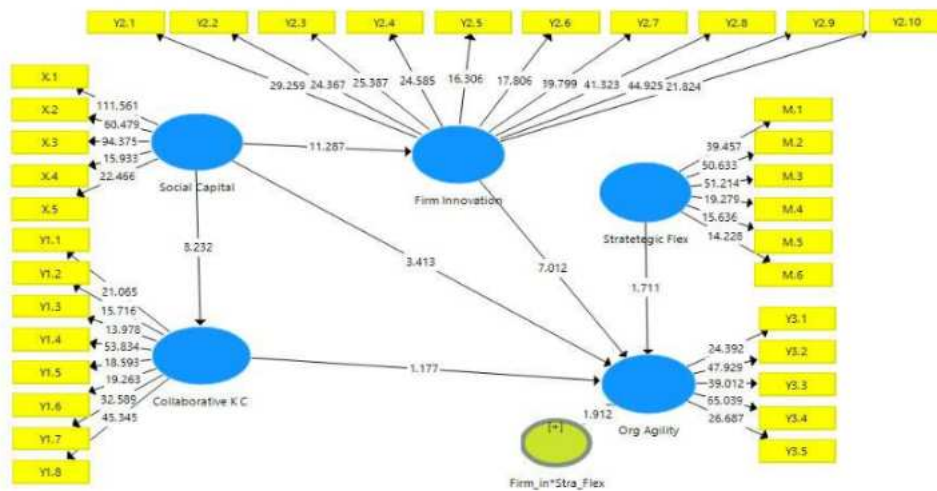 Y2.1 Y2.2 Y2.3 Y2.4 Y2.5 Y2.6 Y2.7 Y2.8 Y2.9 Y2.10
29.259 24.367 25.387 24.585 16.306 17.806 39.799 41.323 44.925 21.824
X.1
X.2
X.3
X.4
X.5
111.561
60.479
94.375
15.933
22.466
Social Capital
11.287
Firm Innovation
M.1
M.2
M.3
M.4
M.5
M.6
39.457
50.633
51.214
19.279
15.636
14.228
Stratetegic Flex
8.232
3.413
7.012
1.711
Y1.1
Y1.2
Y1.3
Y1.4
Y1.5
Y1.6
Y1.7
Y1.8
21.065
15.716
13.978
53.834
18.593
19.263
32.589
45.345
Collaborative K C
1.177
Y3.1
Y3.2
Y3.3
Y3.4
Y3.5
24.392
47.929
39.012
65.039
26.687
Org Agility
1.912
[+]
Firm_in*Stra_Flex